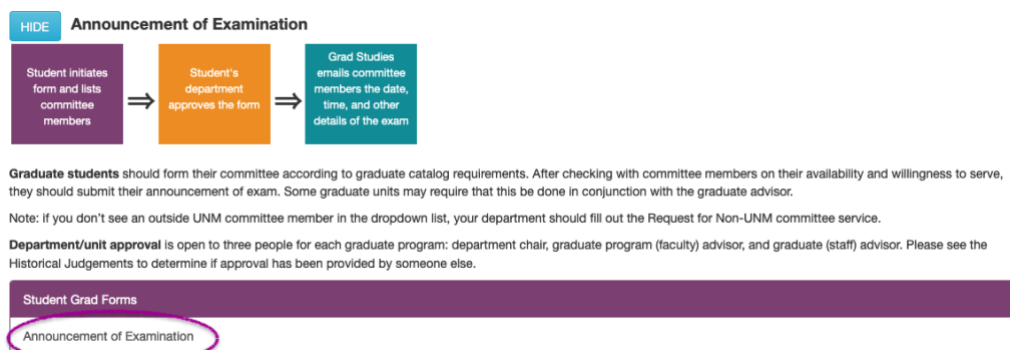 HIDE Announcement of Examination
Student initiates
form and lists
committee
members
⇒
Student's
department
approves the form
⇒
Grad Studies
emails committee
members the date,
time, and other
details of the exam
Graduate students should form their committee according to graduate catalog requirements. After checking with committee members on their availability and willingness to serve,
they should submit their announcement of exam. Some graduate units may require that this be done in conjunction with the graduate advisor.
Note: if you don't see an outside UNM committee member in the dropdown list, your department should fill out the Request for Non-UNM committee service.
Department/unit approval is open to three people for each graduate program: department chair, graduate program (faculty) advisor, and graduate (staff) advisor. Please see the
Historical Judgements to determine if approval has been provided by someone else.
Student Grad Forms
Announcement of Examination